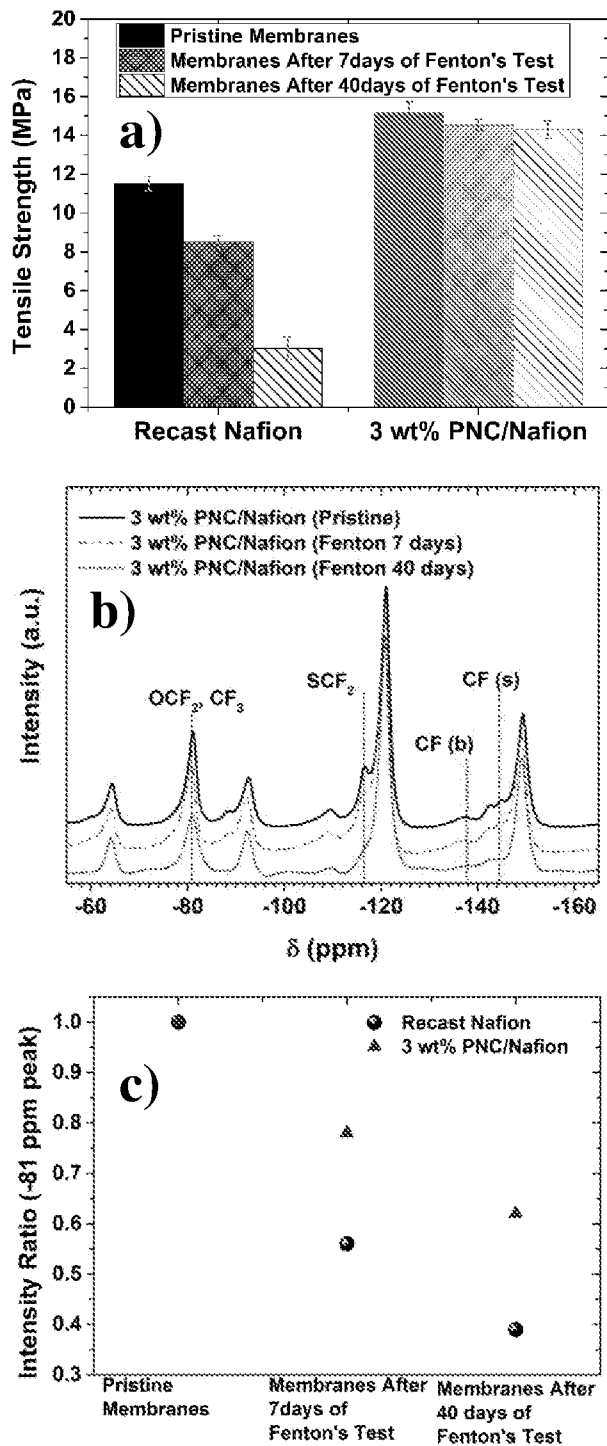 20
18
16
14
12
10
8
6
4
2
0
Tensile Strength (MPa)
Pristine Membranes
Membranes After 7days of Fenton's Test
Membranes After 40days of Fenton's Test
a)
Recast Nafion 3 wt% PNC/Nafion
3 wt% PNC/Nafion (Pristine)
3 wt% PNC/Nafion (Fenton 7 days)
3 wt% PNC/Nafion (Fenton 40 days)
b)
Intensity (a.u.)
OCF₂, CF₃
SCF₂
CF (s)
CF (b)
-60 -80 -100 -120 -140 -160
δ (ppm)
Intensity Ratio (-81 ppm peak)
1.0
0.9
0.8
0.7
0.6
0.5
0.4
0.3
Recast Nafion
3 wt% PNC/Nafion
c)
Pristine
Membranes
Membranes After
7days of
Fenton's Test
Membranes After
40 days of
Fenton's Test